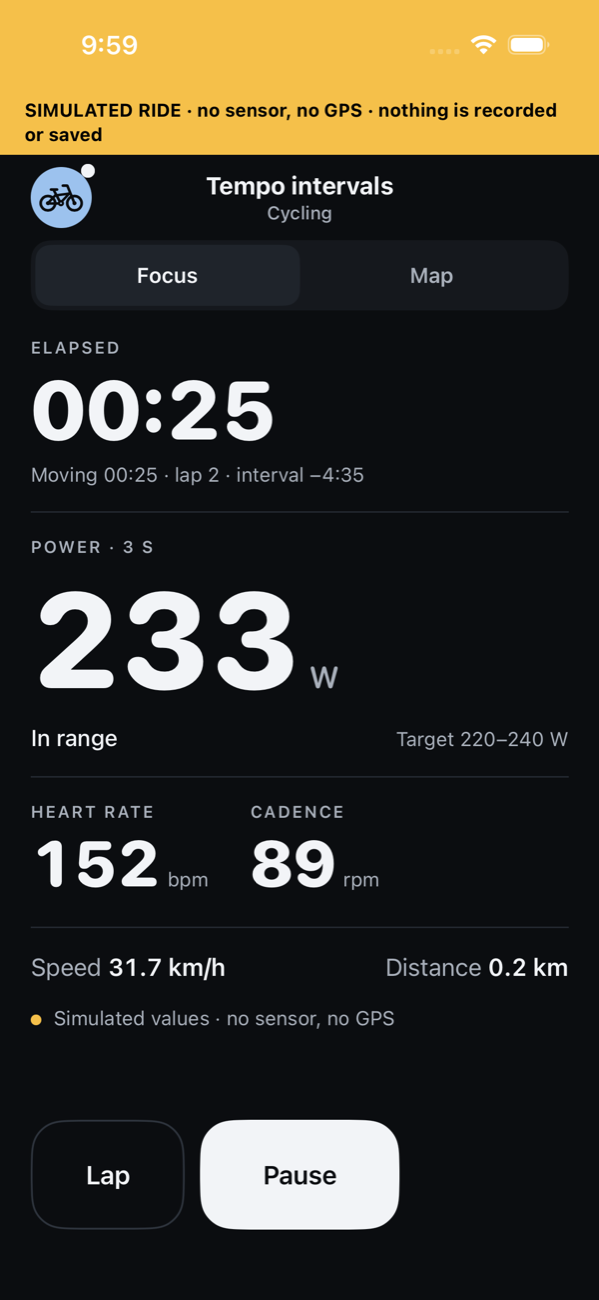 9:59
SIMULATED RIDE · no sensor, no GPS · nothing is recorded
or saved
Tempo intervals
Cycling
Focus
Map
ELAPSED
00:25
Moving 00:25 · lap 2 · interval −4:35
POWER · 3 S
233 W
In range
Target 220–240 W
HEART RATE
CADENCE
152 bpm
89 rpm
Speed 31.7 km/h
Distance 0.2 km
Simulated values · no sensor, no GPS
Lap
Pause